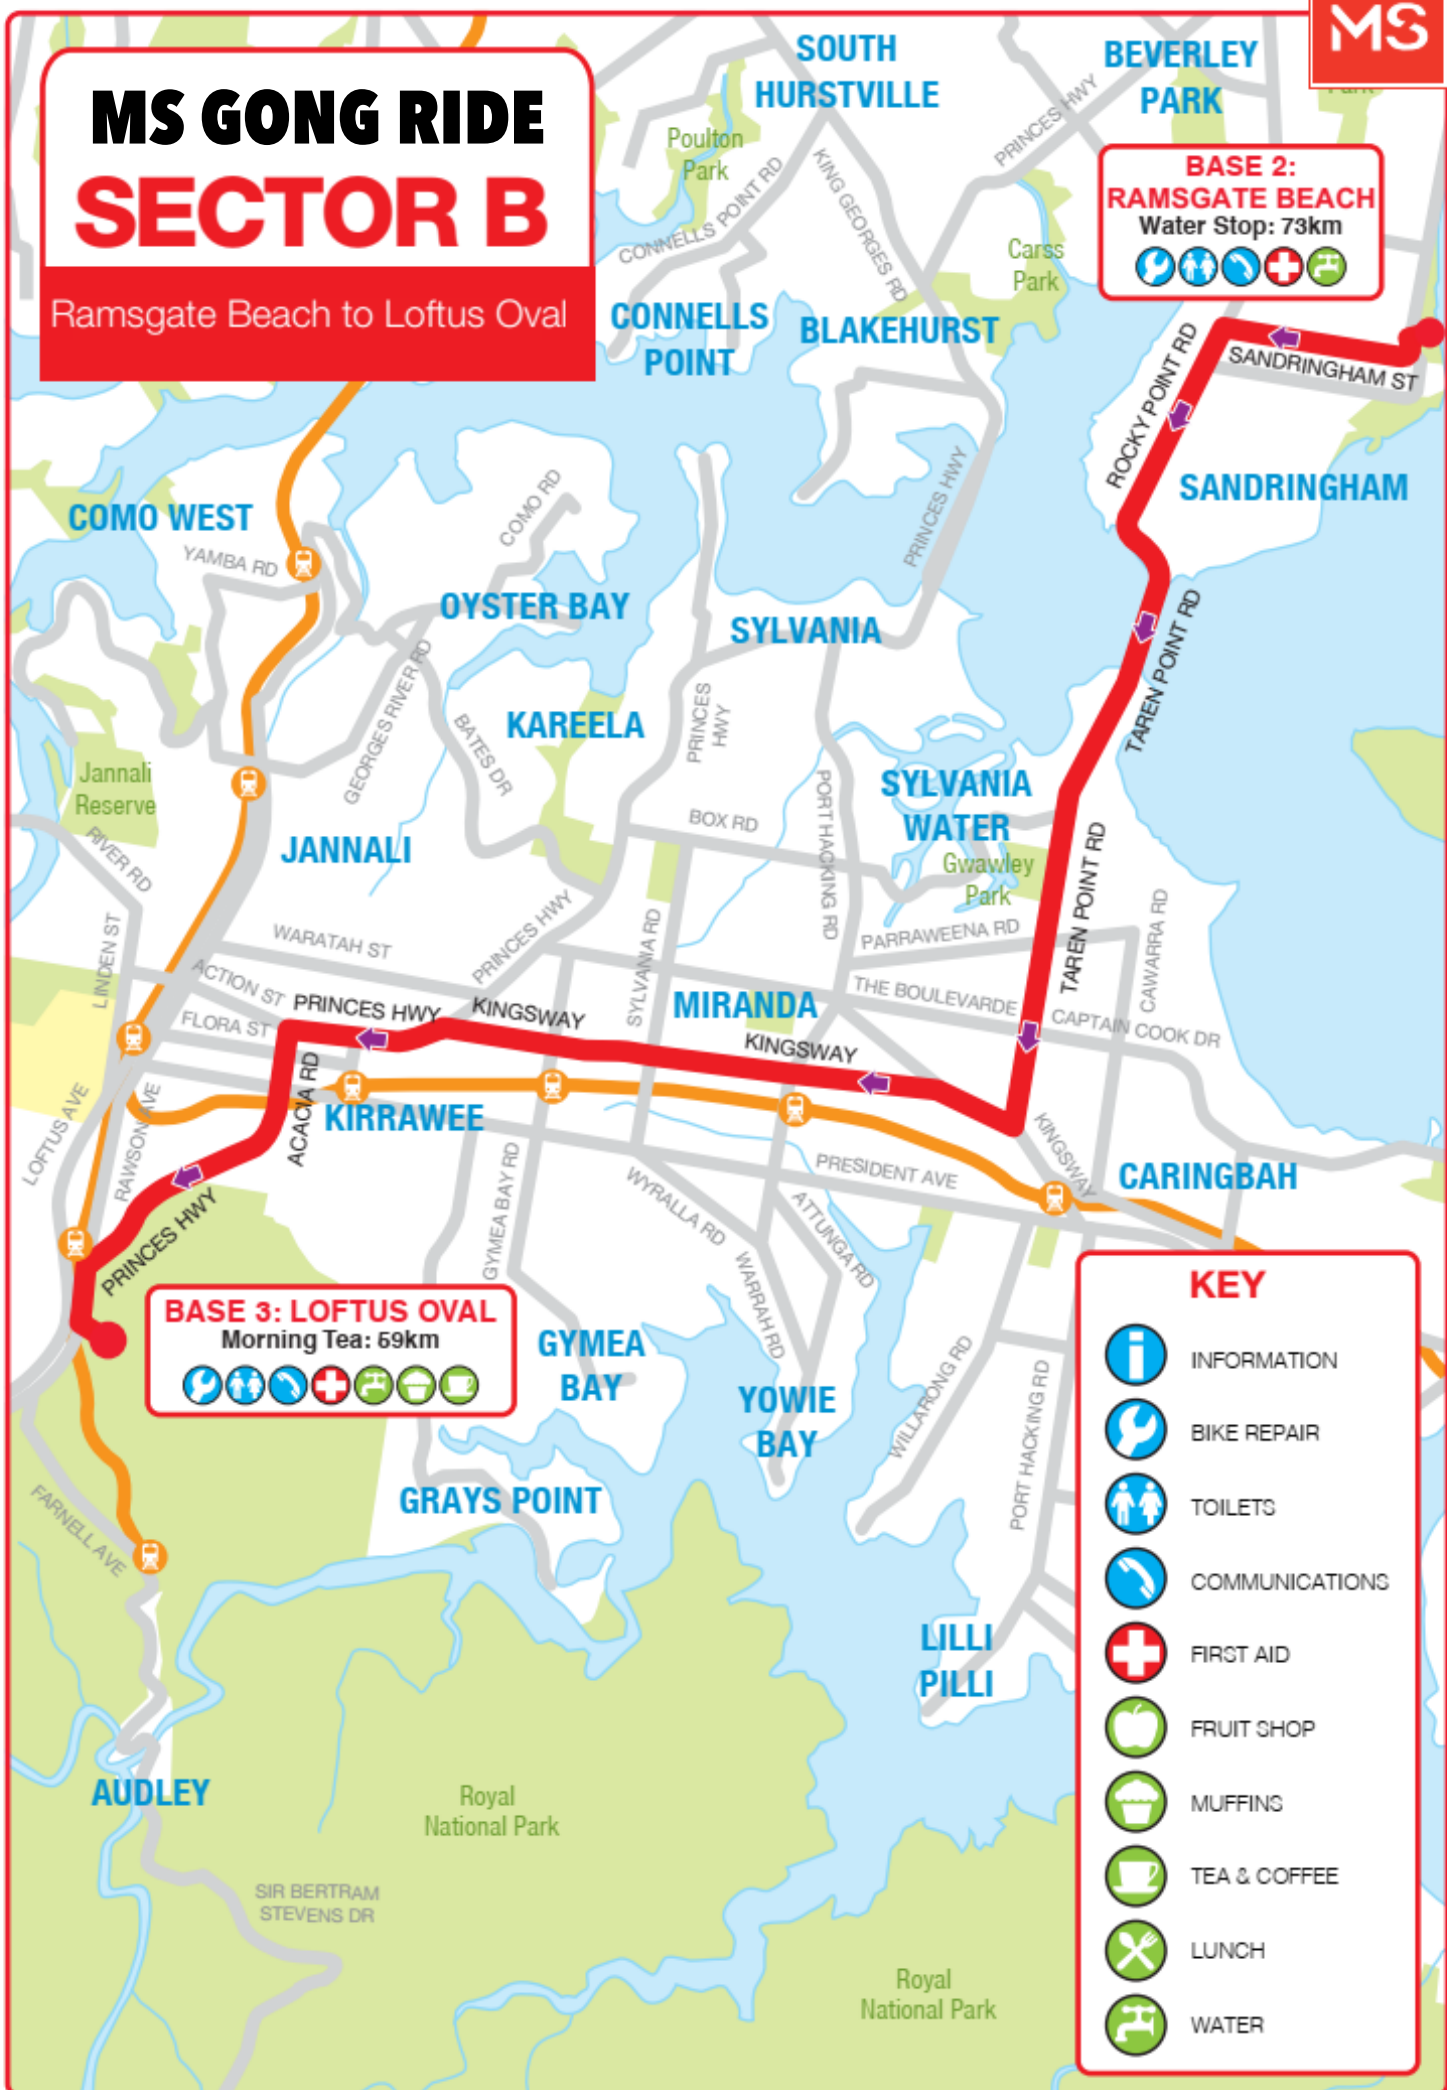 MS
MS GONG RIDE
SECTOR B
Ramsgate Beach to Loftus Oval
SOUTH
HURSTVILLE
BEVERLEY
PARK
Park
PRINCES HWY
Poulton
Park
CONNELLS POINT RD
KING GEORGES RD
BASE 2:
RAMSGATE BEACH
Water Stop: 73km
Carss
Park
CONNELLS
POINT
BLAKEHURST
ROCKY POINT RD
SANDRINGHAM ST
SANDRINGHAM
COMO WEST
YAMBA RD
COMO RD
PRINCES HWY
OYSTER BAY
SYLVANIA
TAREN POINT RD
GEORGES RIVER RD
KAREELA
PRINCES
HWY
BATES DR
Jannali
Reserve
SYLVANIA
WATER
PORT HACKING RD
BOX RD
JANNALI
RIVER RD
Gwawley
Park
TAREN POINT RD
PRINCES HWY
WARATAH ST
LINDEN ST
SYLVANIA RD
PARRAWEENA RD
CAWARRA RD
ACTION ST
PRINCES HWY
KINGSWAY
MIRANDA
THE BOULEVARDE
CAPTAIN COOK DR
FLORA ST
KINGSWAY
ACACIA RD
KIRRAWEE
LOFTUS AVE
RAWSON AVE
KINGSWAY
PRESIDENT AVE
CARINGBAH
GYMEA BAY RD
WYRALLA RD
ATTUNGA RD
WARRAH RD
PRINCES HWY
BASE 3: LOFTUS OVAL
Morning Tea: 59km
GYMEA
BAY
YOWIE
BAY
WILLARONG RD
PORT HACKING RD
GRAYS POINT
FARNELL AVE
LILLI
PILLI
AUDLEY
Royal
National Park
SIR BERTRAM
STEVENS DR
Royal
National Park
KEY
INFORMATION
BIKE REPAIR
TOILETS
COMMUNICATIONS
FIRST AID
FRUIT SHOP
MUFFINS
TEA & COFFEE
LUNCH
WATER